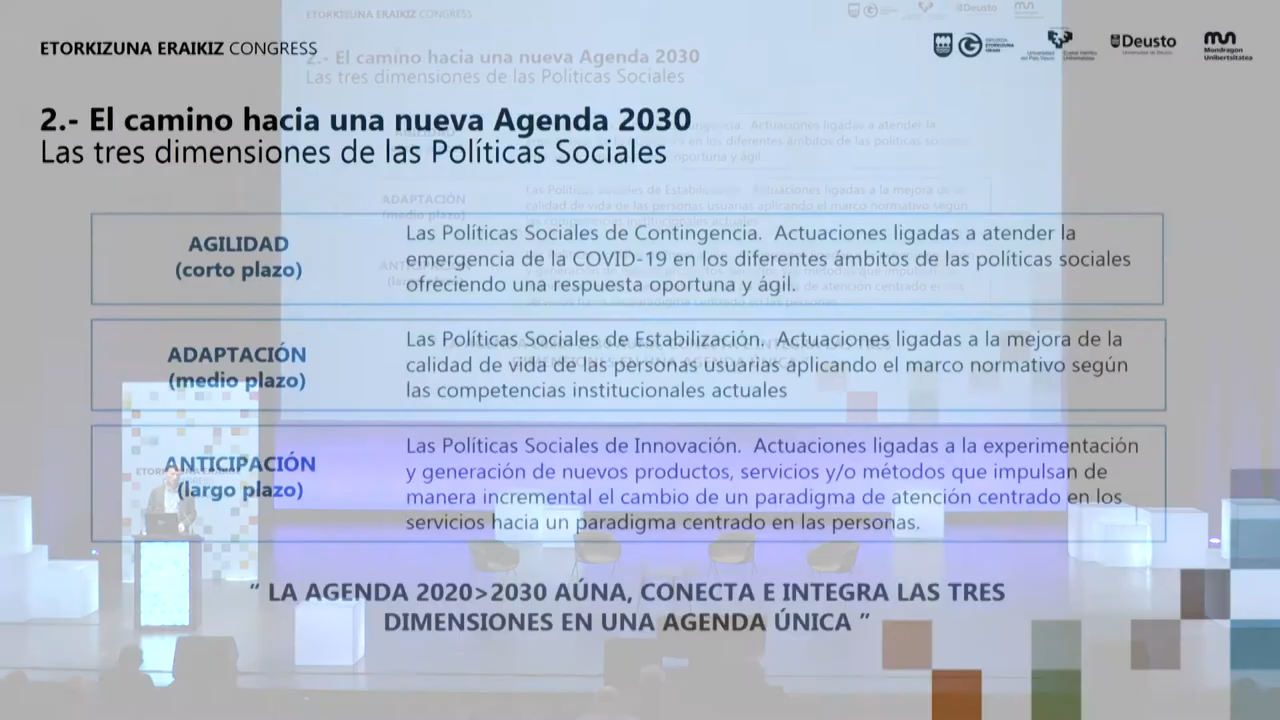 ETORKIZUNA ERAIKIZ CONGRESS
Deusto
Mondragon
Unibertsitatea
2.- El camino hacia una nueva Agenda 2030
Las tres dimensiones de las Políticas Sociales
AGILIDAD
(corto plazo)
Las Políticas Sociales de Contingencia. Actuaciones ligadas a atender la
emergencia de la COVID-19 en los diferentes ámbitos de las políticas sociales
ofreciendo una respuesta oportuna y ágil.
ADAPTACIÓN
(medio plazo)
Las Políticas Sociales de Estabilización. Actuaciones ligadas a la mejora de la
calidad de vida de las personas usuarias aplicando el marco normativo según
las competencias institucionales actuales
ANTICIPACIÓN
(largo plazo)
Las Políticas Sociales de Innovación. Actuaciones ligadas a la experimentación
y generación de nuevos productos, servicios y/o métodos que impulsan de
manera incremental el cambio de un paradigma de atención centrado en los
servicios hacia un paradigma centrado en las personas.
“ LA AGENDA 2020>2030 AÚNA, CONECTA E INTEGRA LAS TRES
DIMENSIONES EN UNA AGENDA ÚNICA ”